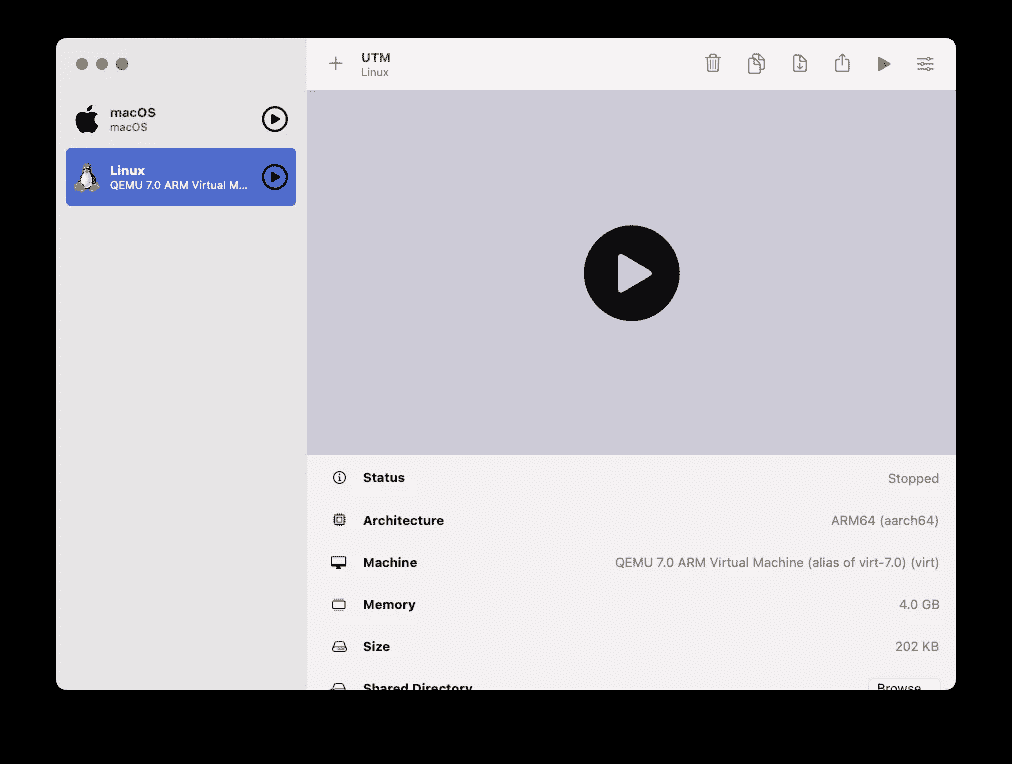 UTM
Linux
macOS
macOS
Linux
QEMU 7.0 ARM Virtual M...
Status
Stopped
Architecture
ARM64 (aarch64)
Machine
QEMU 7.0 ARM Virtual Machine (alias of virt-7.0) (virt)
Memory
4.0 GB
Size
202 KB
Shared Directory
Browse...